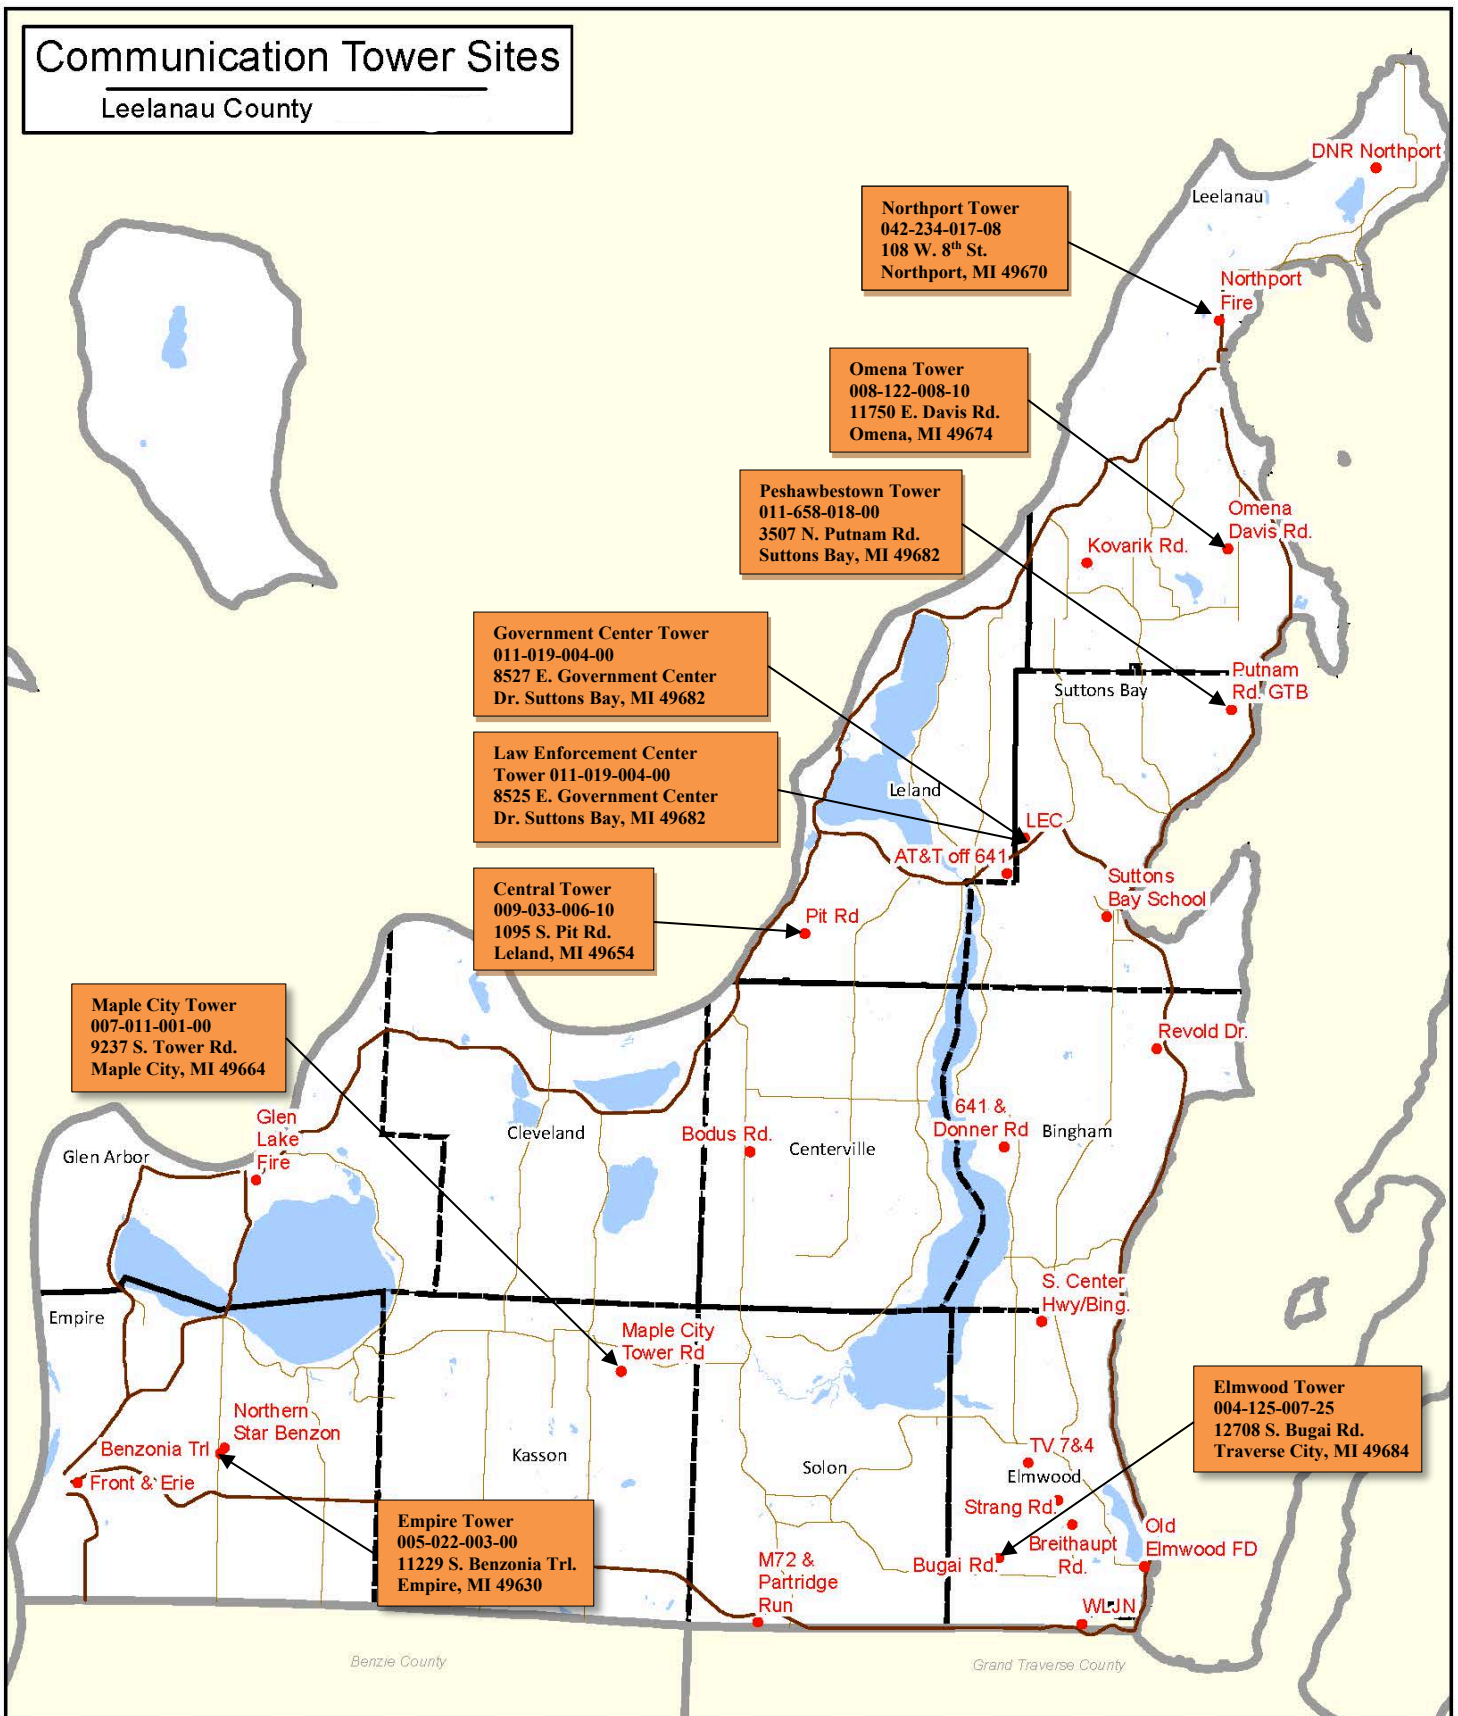 Communication Tower Sites
Leelanau County
DNR Northport
Leelanau
Northport Tower
042-234-017-08
108 W. 8th St.
Northport, MI 49670
Northport
Fire
Omena Tower
008-122-008-10
11750 E. Davis Rd.
Omena, MI 49674
Peshawbestown Tower
011-658-018-00
3507 N. Putnam Rd.
Suttons Bay, MI 49682
Omena
Davis Rd.
Kovarik Rd.
Government Center Tower
011-019-004-00
8527 E. Government Center
Dr. Suttons Bay, MI 49682
Putnam
Rd. GTB
Suttons Bay
Law Enforcement Center
Tower 011-019-004-00
8525 E. Government Center
Dr. Suttons Bay, MI 49682
Leland
LEC
AT&T off 641
Central Tower
009-033-006-10
1095 S. Pit Rd.
Leland, MI 49654
Suttons
Bay School
Pit Rd
Maple City Tower
007-011-001-00
9237 S. Tower Rd.
Maple City, MI 49664
Revold Dr.
Glen
Lake
Fire
Glen Arbor
Cleveland
Bodus Rd.
Centerville
641 &
Donner Rd
Bingham
S. Center
Hwy/Bing.
Empire
Maple City
Tower Rd
Elmwood Tower
004-125-007-25
12708 S. Bugai Rd.
Traverse City, MI 49684
Northern
Star Benzon
Benzonia Trl
Front & Erie
Kasson
Solon
TV 7&4
Elmwood
Strang Rd.
Breithaupt
Rd.
Bugai Rd.
Old
Elmwood FD
Empire Tower
005-022-003-00
11229 S. Benzonia Trl.
Empire, MI 49630
M72 &
Partridge
Run
WLJN
Benzie County
Grand Traverse County